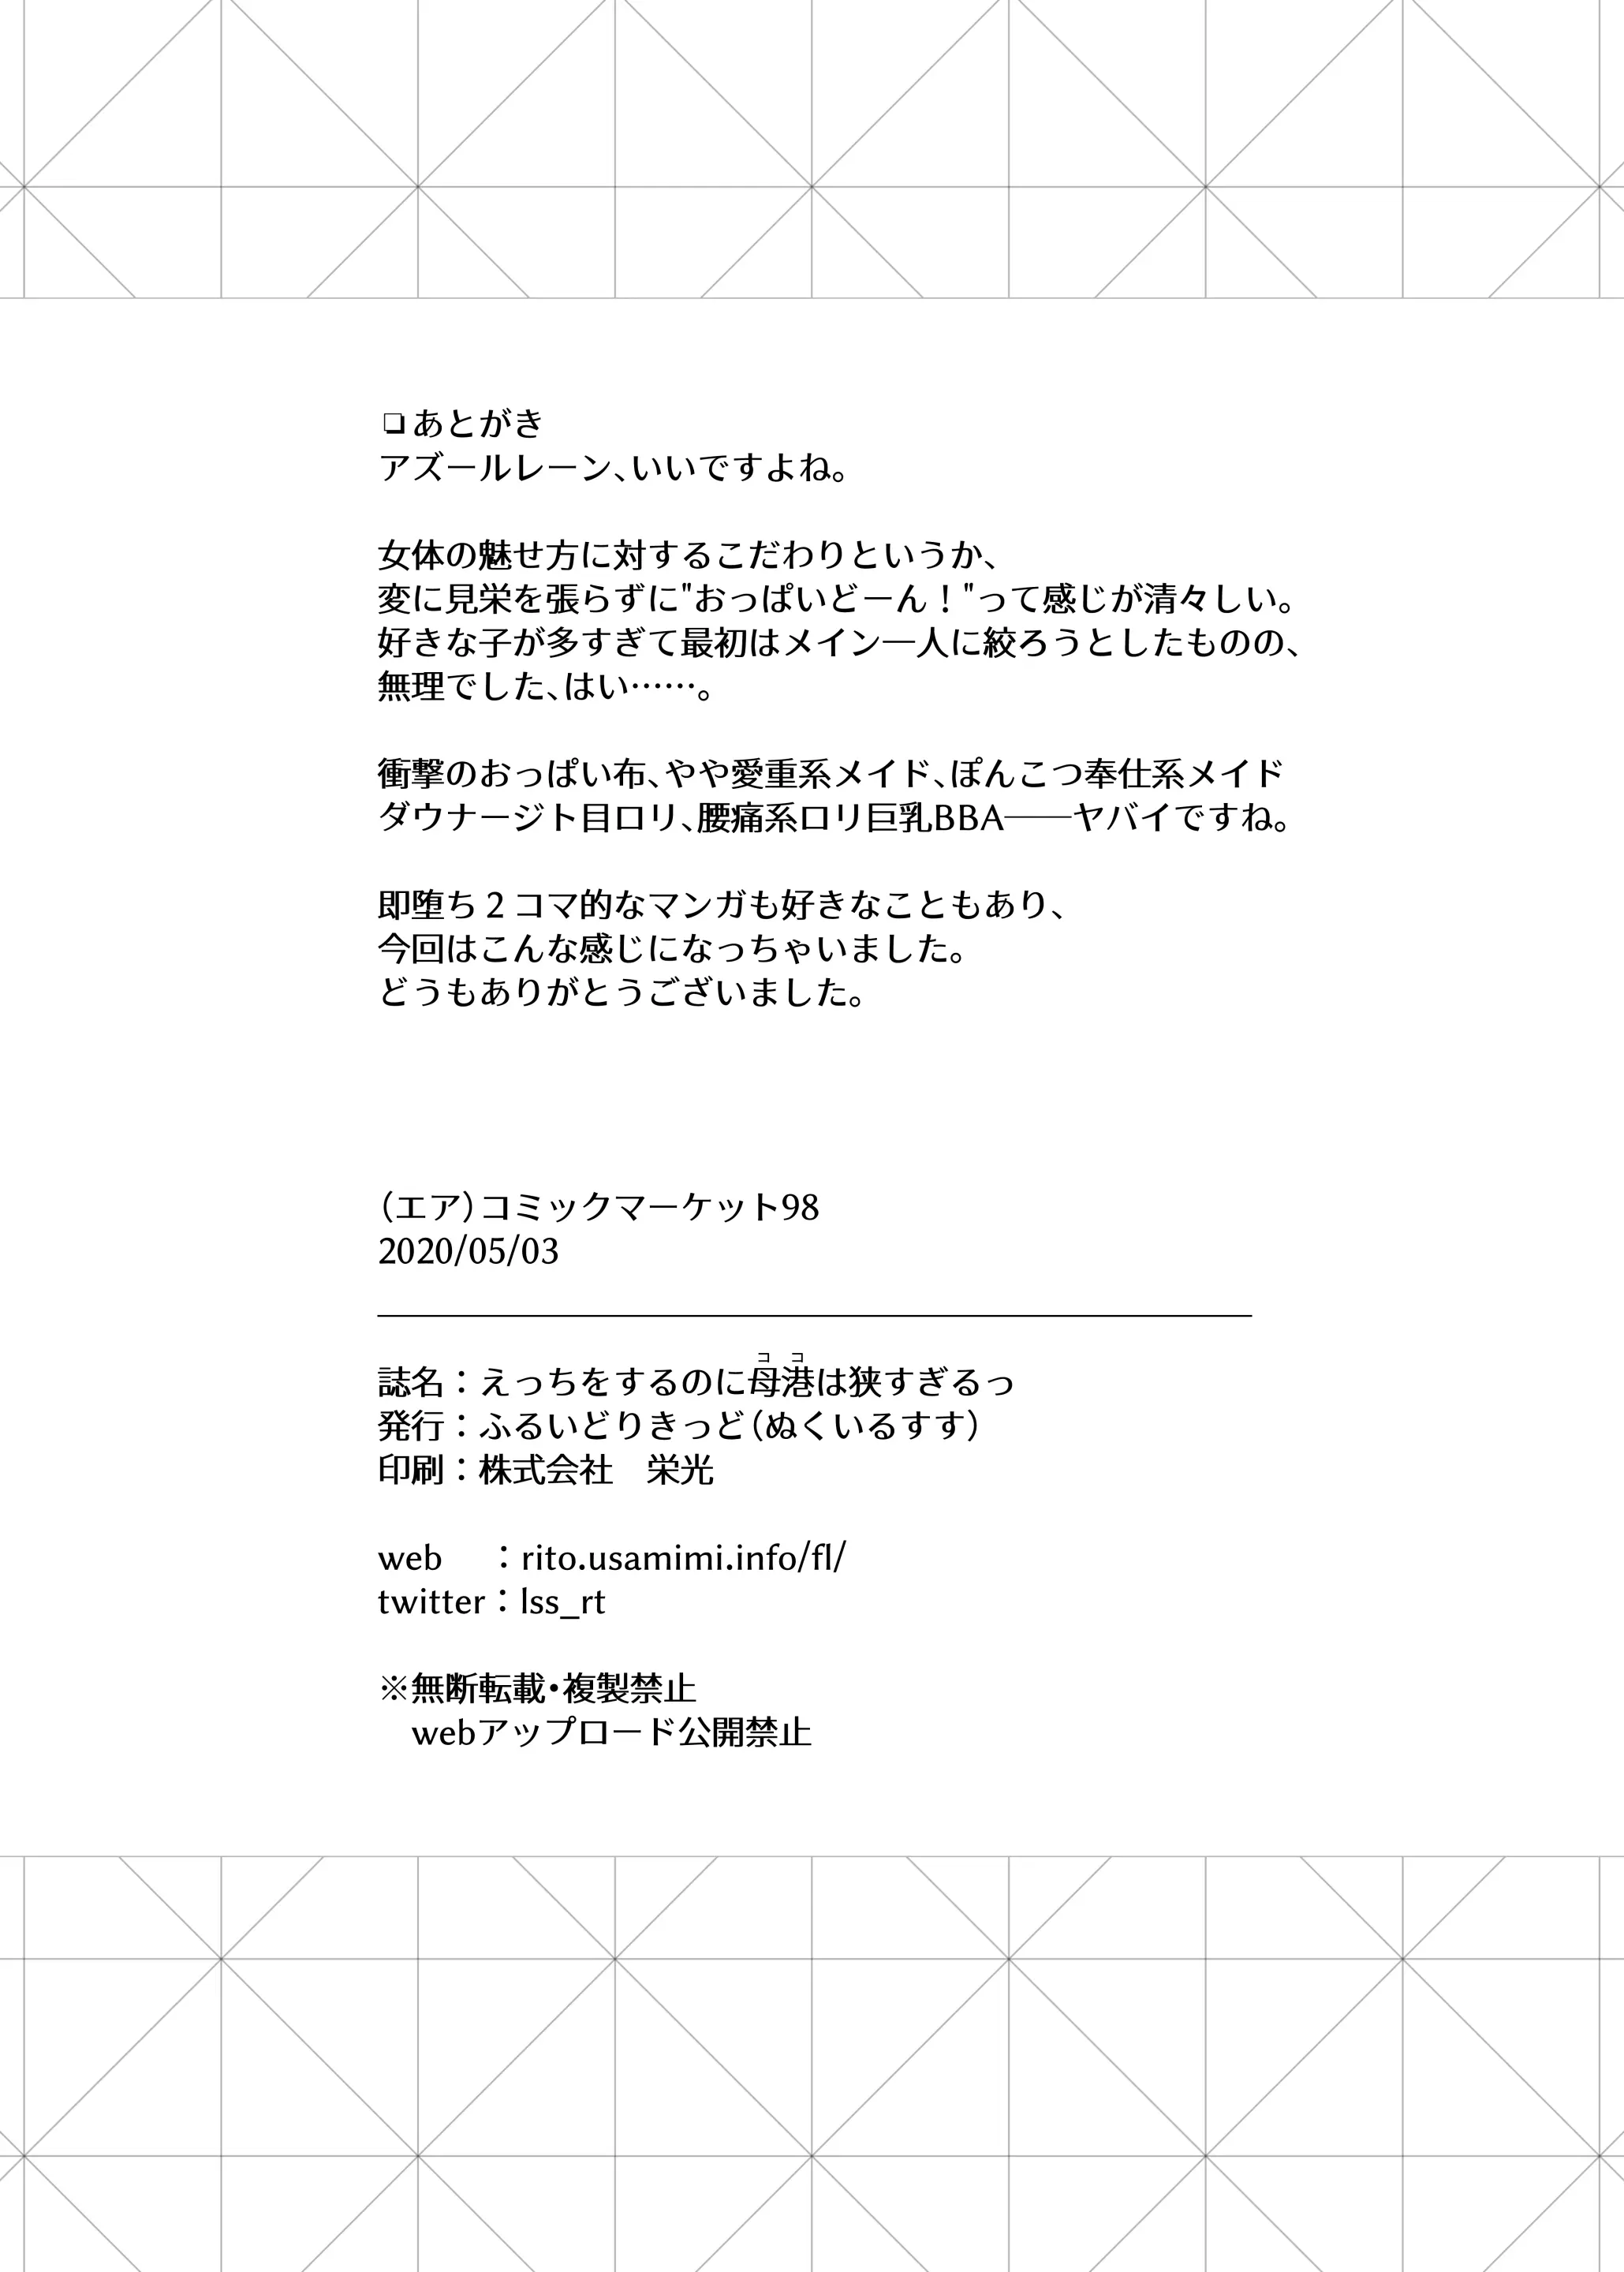 ❏あとがき
アズールレーン、いいですよね。
女体の魅せ方に対するこだわりというか、
変に見栄を張らずに"おっぱいどーん！"って感じが清々しい。
好きな子が多すぎて最初はメイン一人に絞ろうとしたものの、
無理でした、はい……。
衝撃のおっぱい布、やや愛重系メイド、ぽんこつ奉仕系メイド
ダウナージト目ロリ、腰痛系ロリ巨乳BBA――ヤバイですね。
即堕ち２コマ的なマンガも好きなこともあり、
今回はこんな感じになっちゃいました。
どうもありがとうございました。
（エア）コミックマーケット98
2020/05/03
ココ
誌名：えっちをするのに母港は狭すぎるっ
発行：ふるいどりきっど（ぬくいるすす）
印刷：株式会社　栄光
web　：rito.usamimi.info/fl/
twitter：lss_rt
※無断転載・複製禁止
webアップロード公開禁止